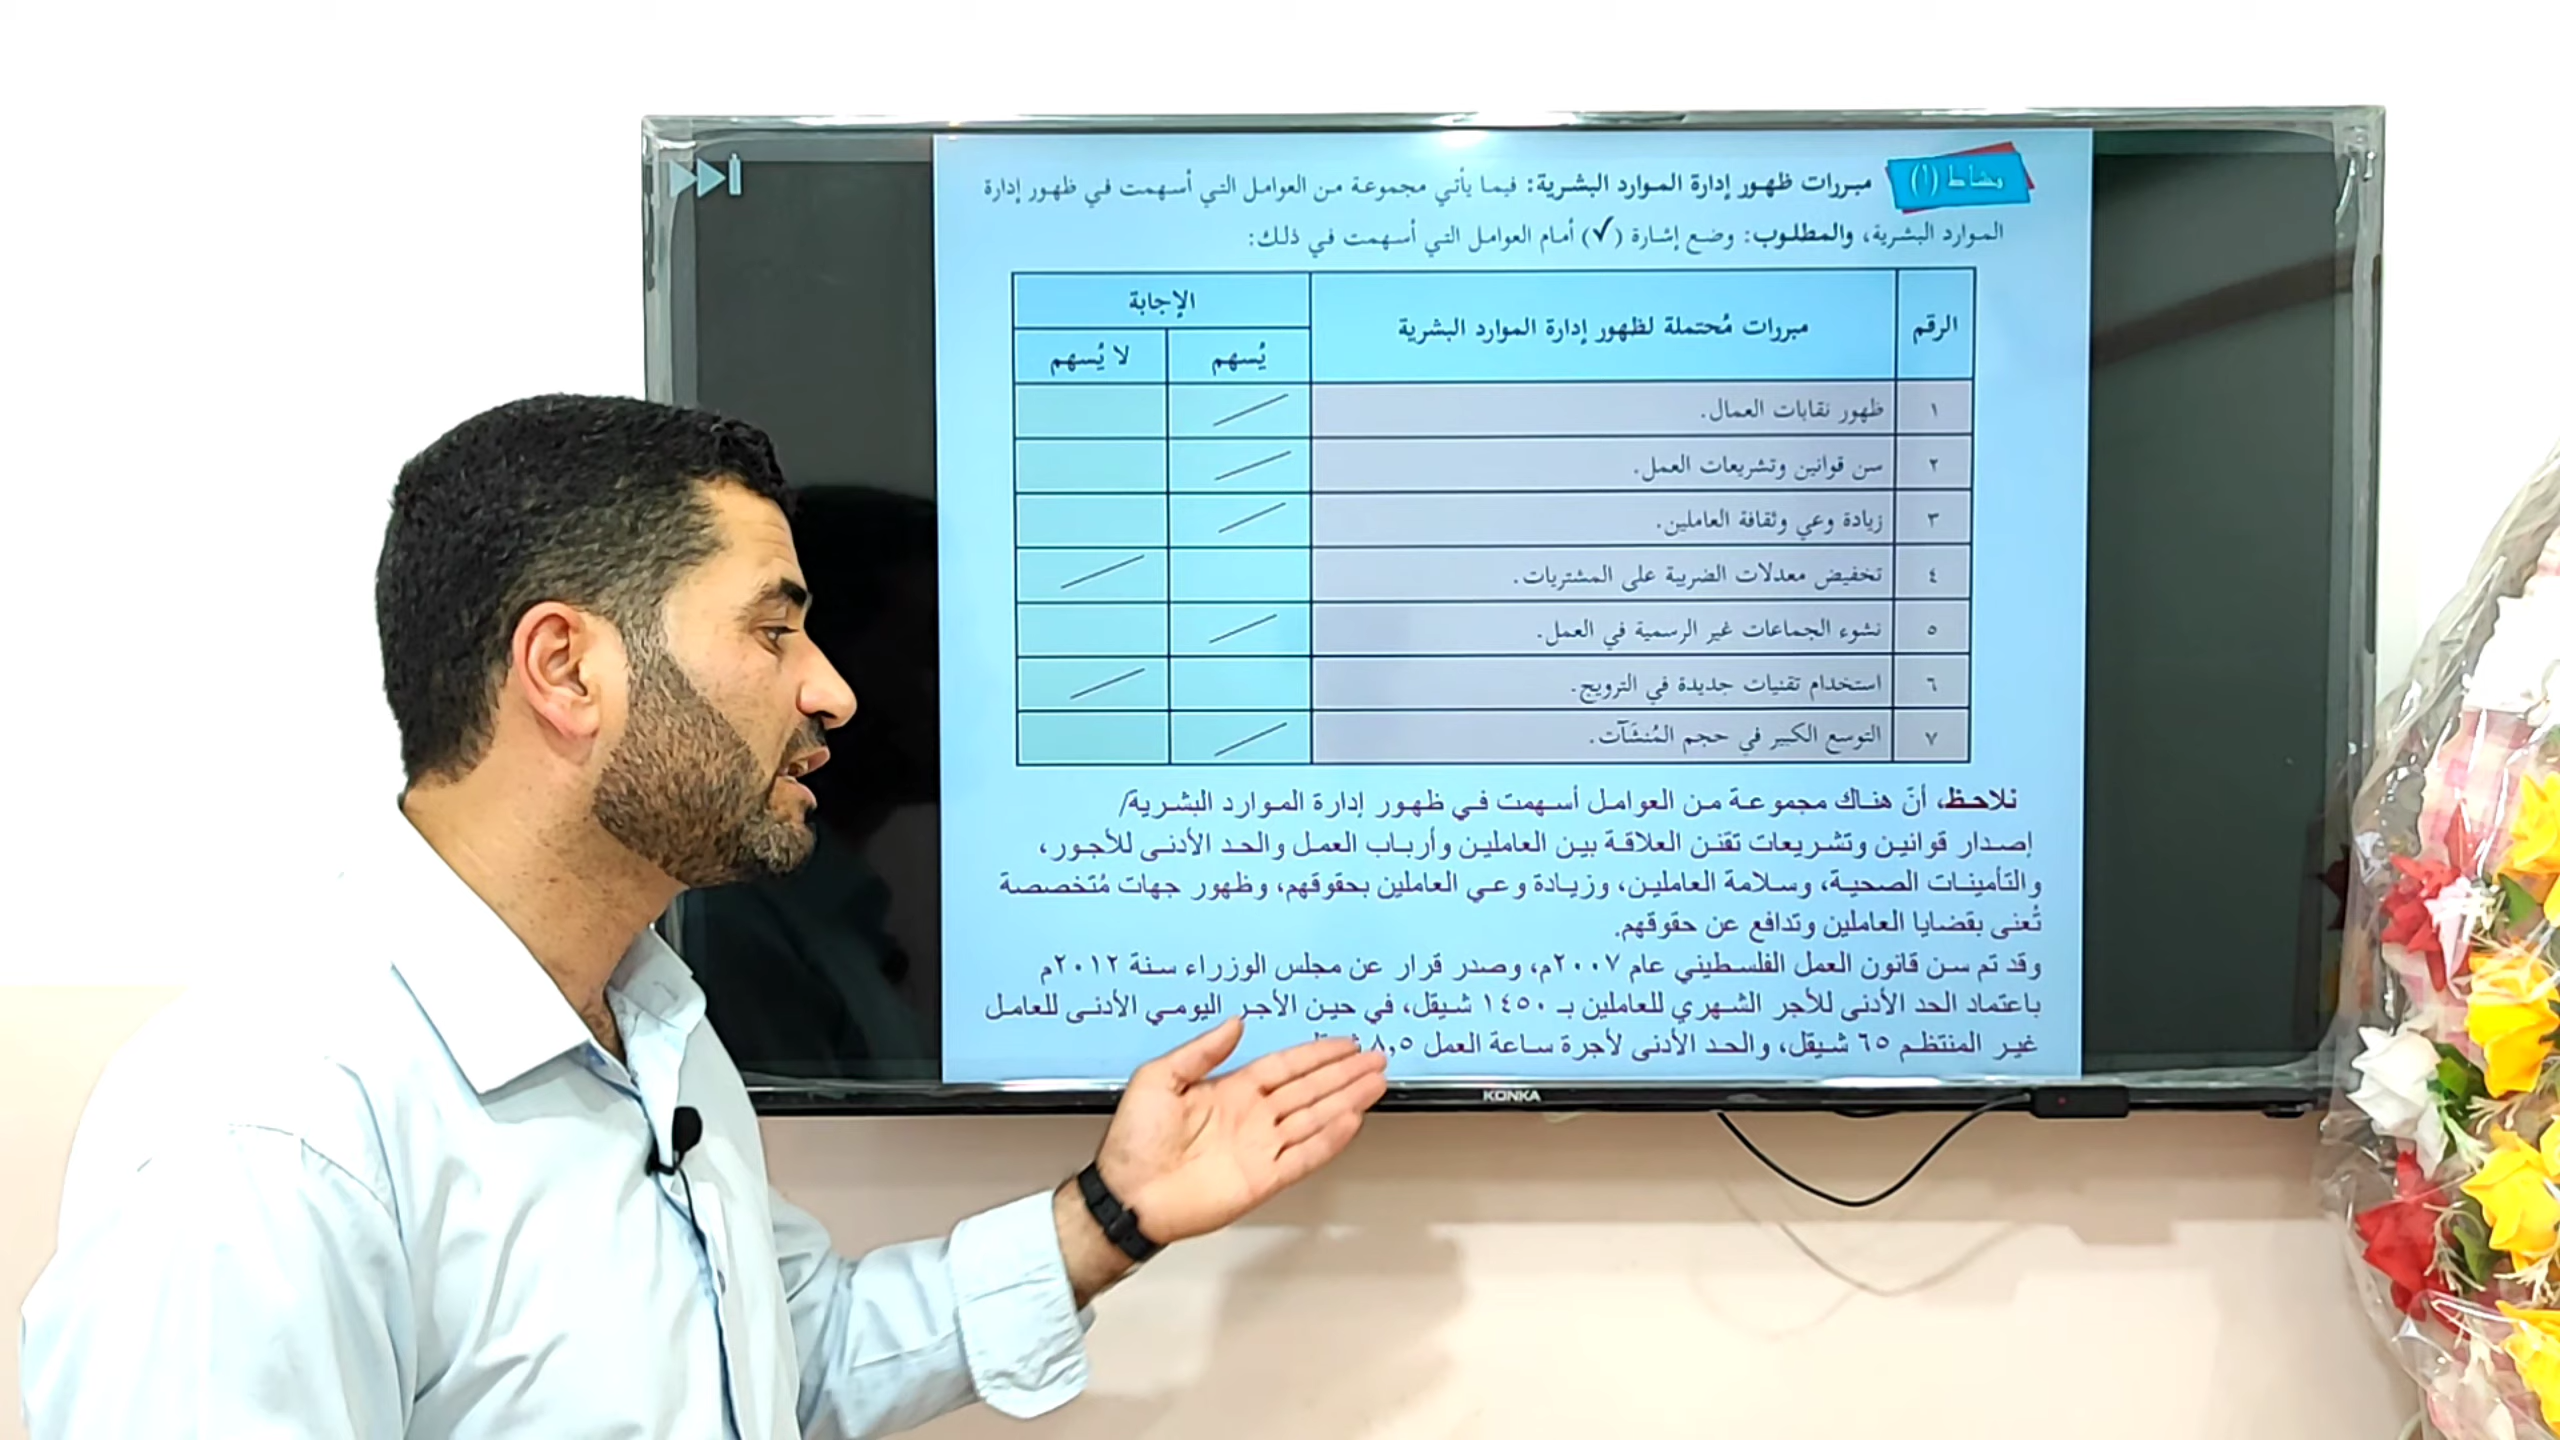 نشاط (١) مبررات ظهور إدارة الموارد البشرية: فيما يأتي مجموعة من العوامل التي أسهمت في ظهور إدارة
الموارد البشرية، والمطلوب: وضع إشارة (✓) أمام العوامل التي أسهمت في ذلك:
الرقم مبررات مُحتملة لظهور إدارة الموارد البشرية الإجابة
يُسهم لا يُسهم
١ ظهور نقابات العمال.
٢ سن قوانين وتشريعات العمل.
٣ زيادة وعي وثقافة العاملين.
٤ تخفيض معدلات الضريبة على المشتريات.
٥ نشوء الجماعات غير الرسمية في العمل.
٦ استخدام تقنيات جديدة في الترويج.
٧ التوسع الكبير في حجم المُنشَآت.
نلاحظ، أنّ هناك مجموعة من العوامل أسهمت في ظهور إدارة الموارد البشرية/
إصدار قوانين وتشريعات تقنن العلاقة بين العاملين وأرباب العمل والحد الأدنى للأجور،
والتأمينات الصحية، وسلامة العاملين، وزيادة وعي العاملين بحقوقهم، وظهور جهات مُتخصصة
تُعنى بقضايا العاملين وتدافع عن حقوقهم.
وقد تم سن قانون العمل الفلسطيني عام ٢٠٠٧م، وصدر قرار عن مجلس الوزراء سنة ٢٠١٢م
باعتماد الحد الأدنى للأجر الشهري للعاملين بـ ١٤٥٠ شيقل، في حين الأجر اليومي الأدنى للعامل
غير المنتظم ٦٥ شيقل، والحد الأدنى لأجرة ساعة العمل ٨,٥
KONKA